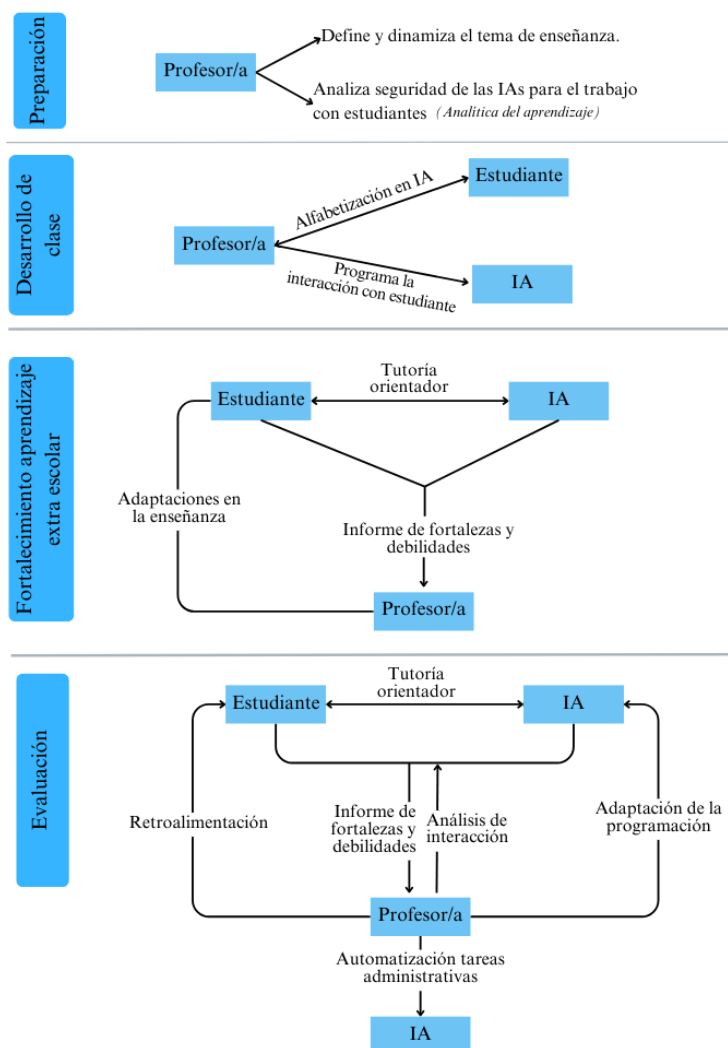 Preparación
Profesor/a
Define y dinamiza el tema de enseñanza.
Analiza seguridad de las IAs para el trabajo
con estudiantes (Analítica del aprendizaje)
Desarrollo de
clase
Profesor/a
Alfabetización en IA
Estudiante
Programa la
interacción con estudiante
IA
Fortalecimiento aprendizaje
extra escolar
Estudiante
Tutoría
orientador
IA
Adaptaciones en
la enseñanza
Informe de fortalezas y
debilidades
Profesor/a
Evaluación
Estudiante
Tutoría
orientador
IA
Retroalimentación
Informe de
fortalezas y
debilidades
Análisis de
interacción
Adaptación de la
programación
Profesor/a
Automatización tareas
administrativas
IA